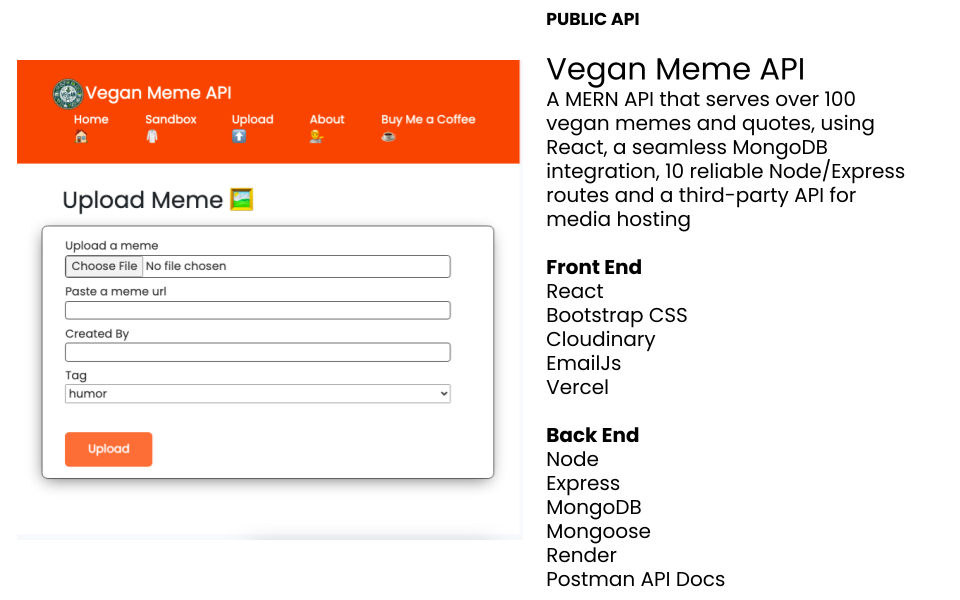 Vegan Meme API
Home Sandbox Upload About Buy Me a Coffee
Upload Meme
Upload a meme
Choose File No file chosen
Paste a meme url
Created By
Tag
humor
Upload
PUBLIC API
Vegan Meme API
A MERN API that serves over 100
vegan memes and quotes, using
React, a seamless MongoDB
integration, 10 reliable Node/Express
routes and a third-party API for
media hosting
Front End
React
Bootstrap CSS
Cloudinary
EmailJs
Vercel
Back End
Node
Express
MongoDB
Mongoose
Render
Postman API Docs